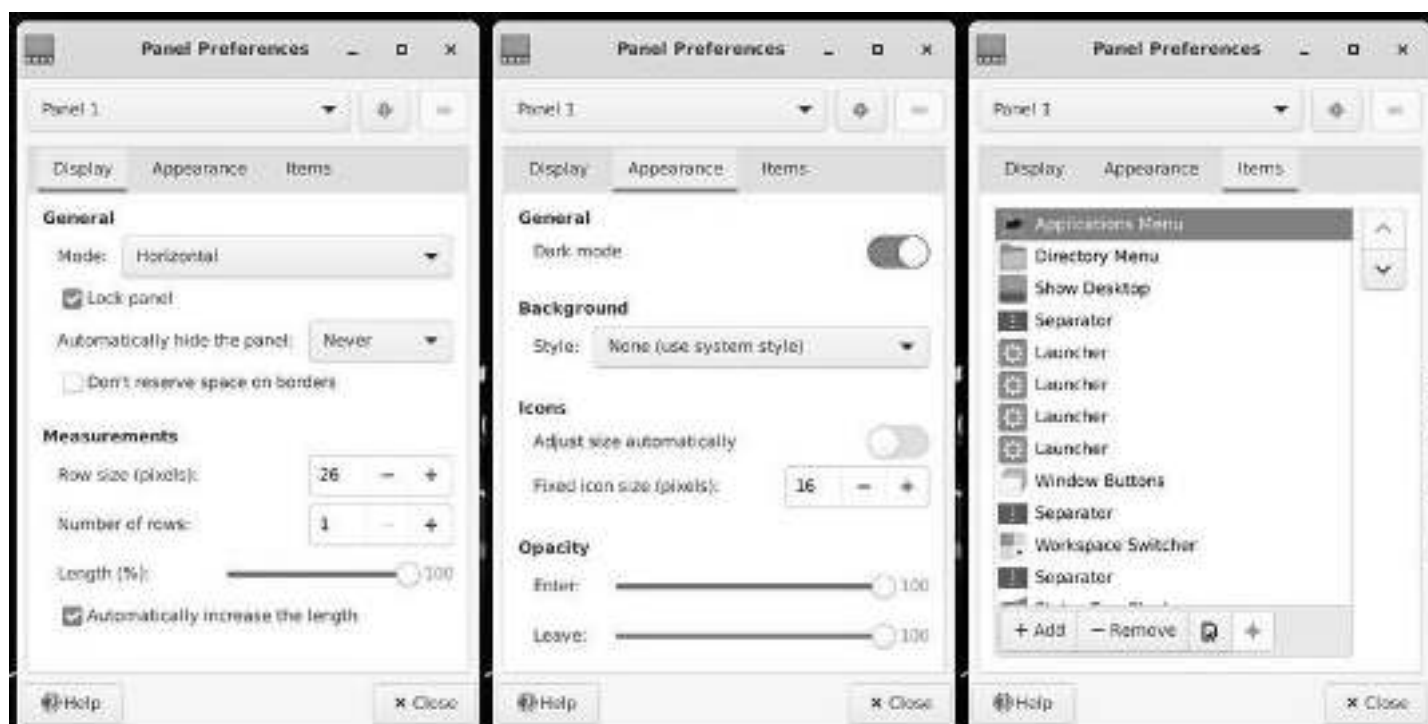 Panel Preferences
Panel 1
Display Appearance Items
General
Mode: Horizontal
Lock panel
Automatically hide the panel: Never
Don't reserve space on borders
Measurements
Row size (pixels): 26
Number of rows: 1
Length (%): 100
Automatically increase the length
Help
Close
Panel Preferences
Panel 1
Display Appearance Items
General
Dark mode
Background
Style: None (use system style)
Icons
Adjust size automatically
Fixed icon size (pixels): 16
Opacity
Enter: 100
Leave: 100
Help
Close
Panel Preferences
Panel 1
Display Appearance Items
Applications Menu
Directory Menu
Show Desktop
Separator
Launcher
Launcher
Launcher
Launcher
Window Buttons
Separator
Workspace Switcher
Separator
+ Add − Remove
Help
Close